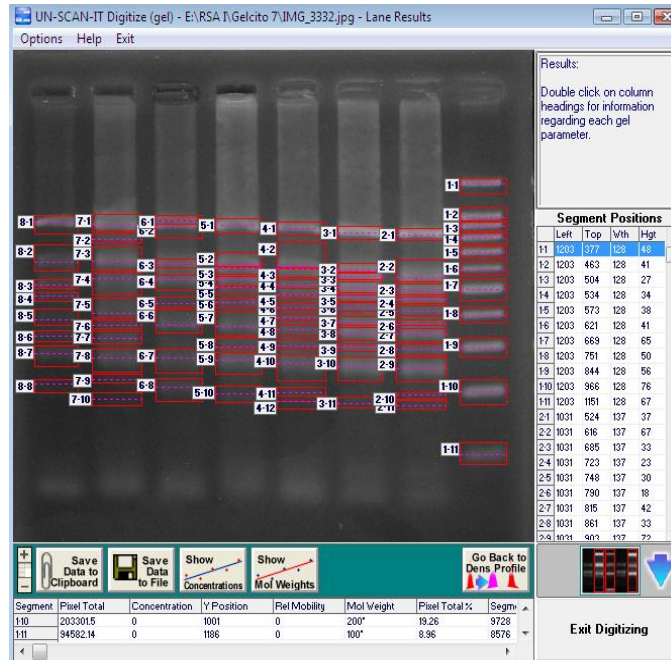 UN-SCAN-IT Digitize (gel) - E:\RSA I\Gelcito 7\IMG_3332.jpg - Lane Results
Options Help Exit
Results:
Double click on column
headings for information
regarding each gel
parameter.
1-1
1-2
1-3
1-4
1-5
1-6
1-7
1-8
1-9
1-10
1-11
2-1
2-2
2-3
2-4
2-6
2-7
2-8
2-9
2-10
3-1
3-2
3-7
3-8
3-9
3-10
3-11
4-1
4-2
4-3
4-5
4-7
4-8
4-9
4-10
4-11
4-12
5-1
5-2
5-3
5-7
5-8
5-9
5-10
6-1
6-2
6-3
6-4
6-5
6-6
6-7
6-8
7-1
7-2
7-3
7-4
7-5
7-6
7-7
7-8
7-9
7-10
8-1
8-2
8-3
8-4
8-5
8-6
8-7
8-8
Segment Positions
Left Top Wth Hgt
1-1 1203 377 128 48
1-2 1203 463 128 41
1-3 1203 504 128 27
1-4 1203 534 128 34
1-5 1203 573 128 38
1-6 1203 621 128 41
1-7 1203 669 128 65
1-8 1203 751 128 50
1-9 1203 844 128 56
1-10 1203 966 128 76
1-11 1203 1151 128 67
2-1 1031 524 137 37
2-2 1031 616 137 67
2-3 1031 685 137 33
2-4 1031 723 137 23
2-5 1031 748 137 30
2-6 1031 790 137 18
2-7 1031 815 137 42
2-8 1031 861 137 33
2-9 1031 903 137 72
Save Data to Clipboard
Save Data to File
Show Concentrations
Show Mol Weights
Go Back to Dens Profile
Segment Pixel Total Concentration Y Position Rel Mobility Mol Weight Pixel Total % Segm
1-10 203301.5 0 1001 0 200* 19.26 9728
1-11 94582.14 0 1186 0 100* 8.96 8576
Exit Digitizing